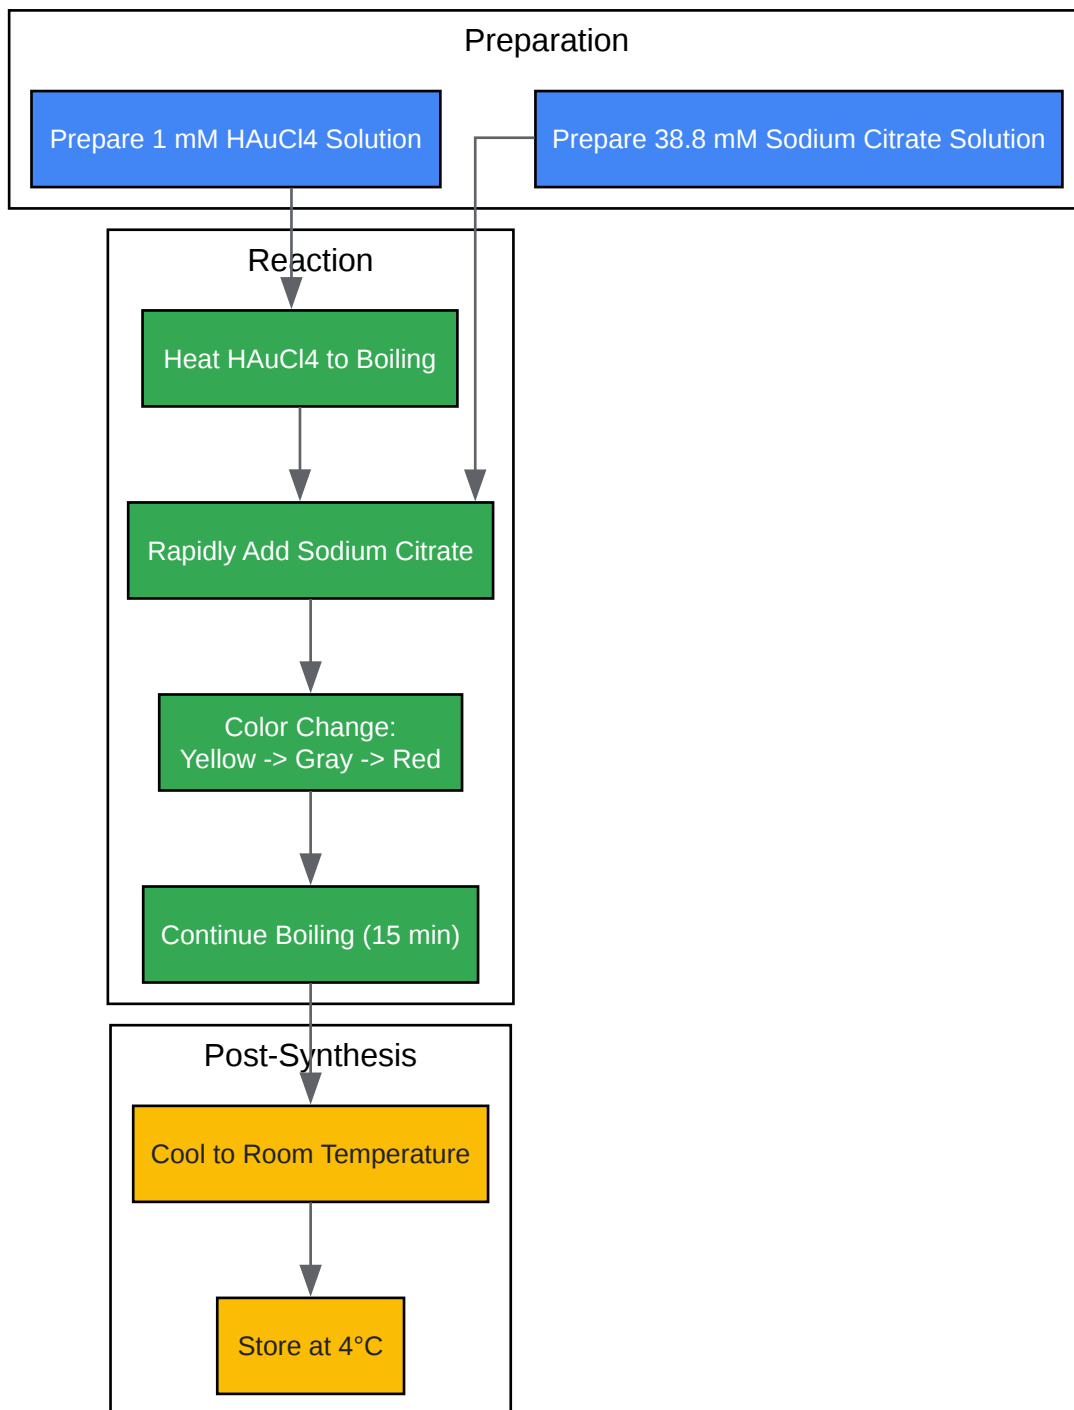 Preparation
Prepare 1 mM HAuCl4 Solution
Prepare 38.8 mM Sodium Citrate Solution
Reaction
Heat HAuCl4 to Boiling
Rapidly Add Sodium Citrate
Color Change:
Yellow -> Gray -> Red
Continue Boiling (15 min)
Post-Synthesis
Cool to Room Temperature
Store at 4°C